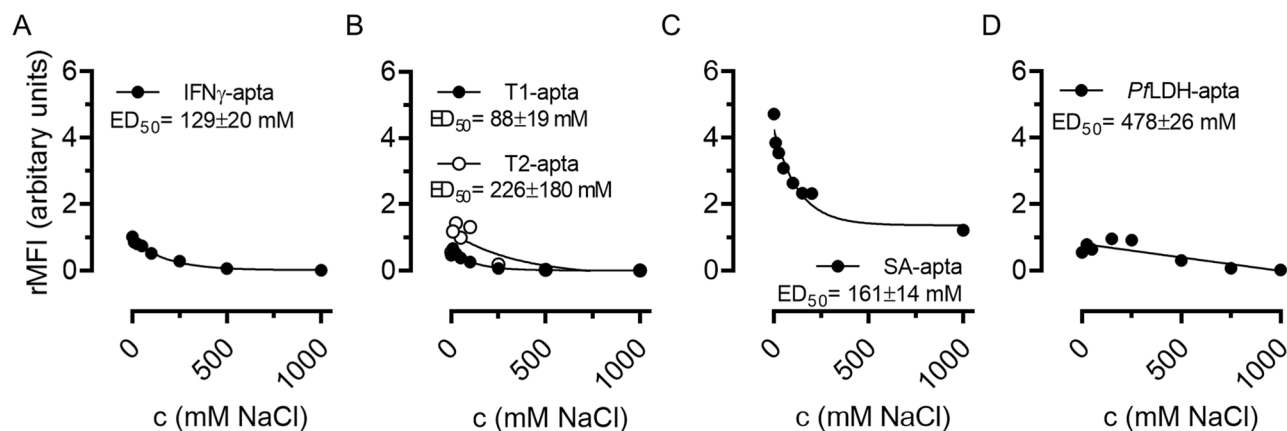 A
B
C
D
rMFI (arbitary units)
6
4
2
0
IFNγ-apta
ED50= 129±20 mM
0
500
1000
c (mM NaCl)
6
4
2
0
T1-apta
ED50= 88±19 mM
T2-apta
ED50= 226±180 mM
0
500
1000
c (mM NaCl)
6
4
2
0
SA-apta
ED50= 161±14 mM
0
500
1000
c (mM NaCl)
6
4
2
0
PfLDH-apta
ED50= 478±26 mM
0
500
1000
c (mM NaCl)